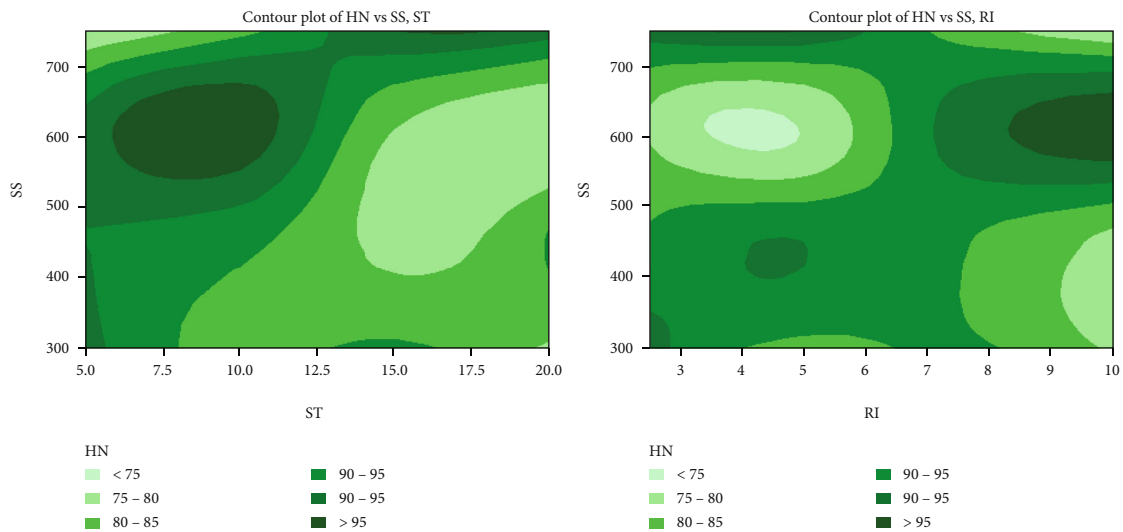 Contour plot of HN vs SS, ST
700
600
500
400
300
SS
5.0 7.5 10.0 12.5 15.0 17.5 20.0
ST
HN
< 75
75 – 80
80 – 85
90 – 95
90 – 95
> 95
Contour plot of HN vs SS, RI
700
600
500
400
300
SS
3 4 5 6 7 8 9 10
RI
HN
< 75
75 – 80
80 – 85
90 – 95
90 – 95
> 95